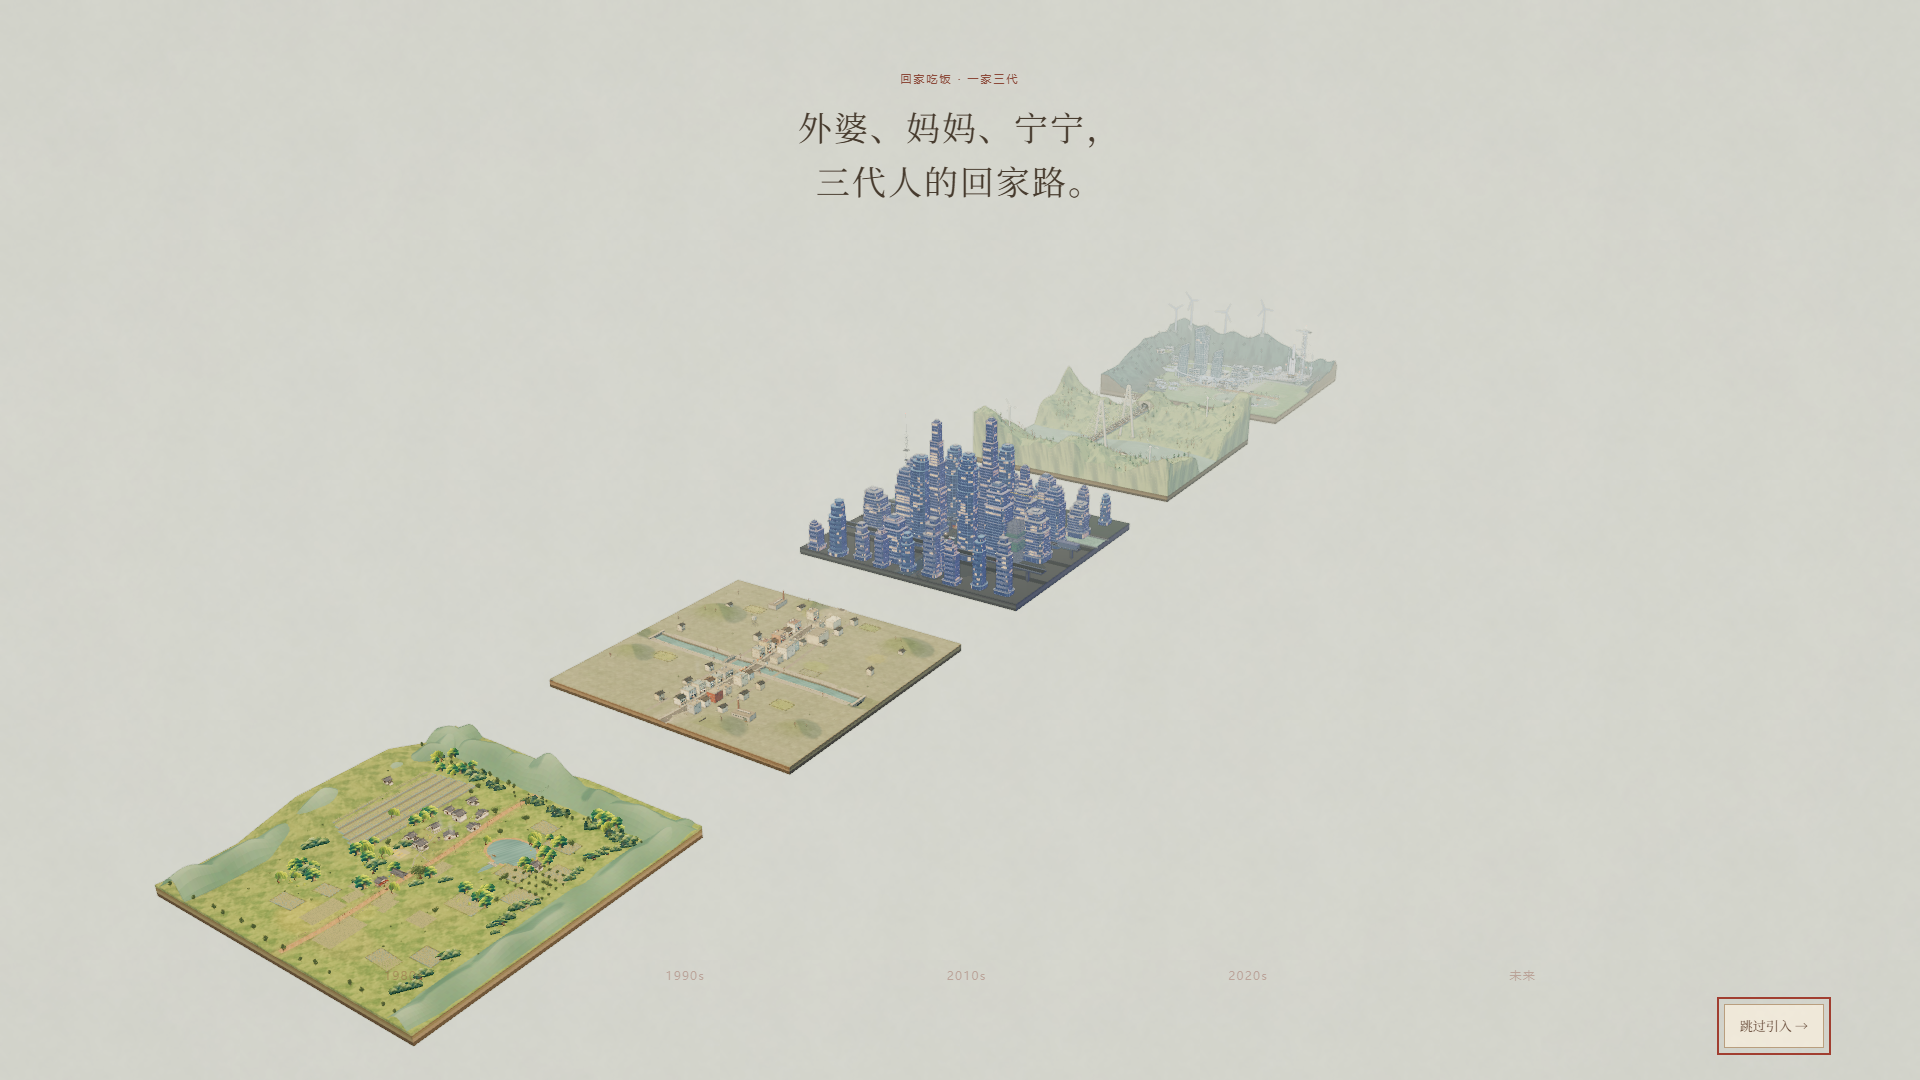 回家吃饭 · 一家三代
外婆、妈妈、宁宁，
三代人的回家路。
1980s
1990s
2010s
2020s
未来
跳过引入 →